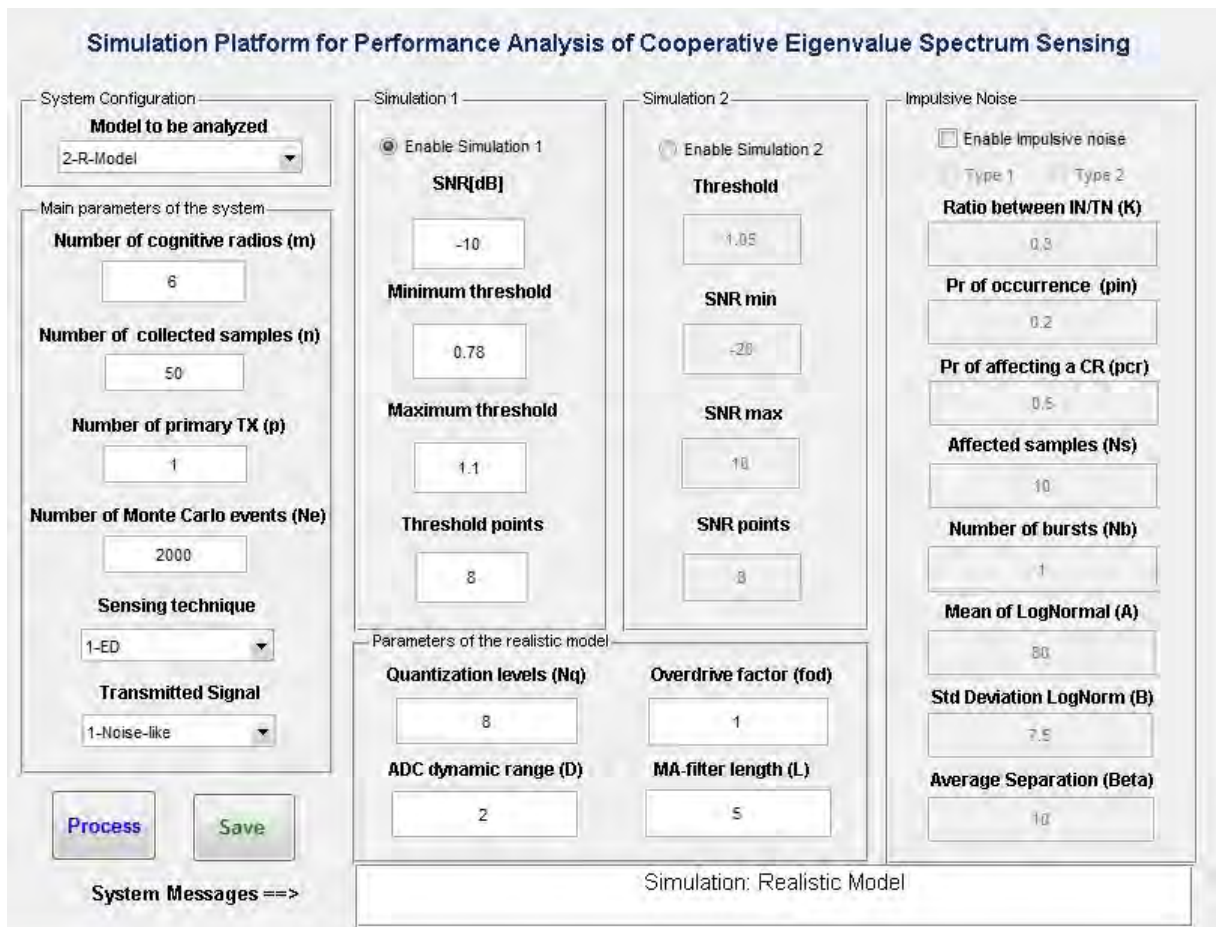 Simulation Platform for Performance Analysis of Cooperative Eigenvalue Spectrum Sensing
System Configuration
Model to be analyzed
2-R-Model
Main parameters of the system
Number of cognitive radios (m)
6
Number of collected samples (n)
50
Number of primary TX (p)
1
Number of Monte Carlo events (Ne)
2000
Sensing technique
1-ED
Transmitted Signal
1-Noise-like
Process
Save
System Messages ==>
Simulation 1
Enable Simulation 1
SNR[dB]
-10
Minimum threshold
0.78
Maximum threshold
1.1
Threshold points
8
Simulation 2
Enable Simulation 2
Threshold
1.05
SNR min
-20
SNR max
10
SNR points
8
Parameters of the realistic model
Quantization levels (Nq)
8
Overdrive factor (fod)
1
ADC dynamic range (D)
2
MA-filter length (L)
5
Impulsive Noise
Enable Impulsive noise
Type 1 Type 2
Ratio between IN/TN (K)
0.3
Pr of occurrence (pin)
0.2
Pr of affecting a CR (pcr)
0.5
Affected samples (Ns)
10
Number of bursts (Nb)
1
Mean of LogNormal (A)
80
Std Deviation LogNorm (B)
7.5
Average Separation (Beta)
10
Simulation: Realistic Model